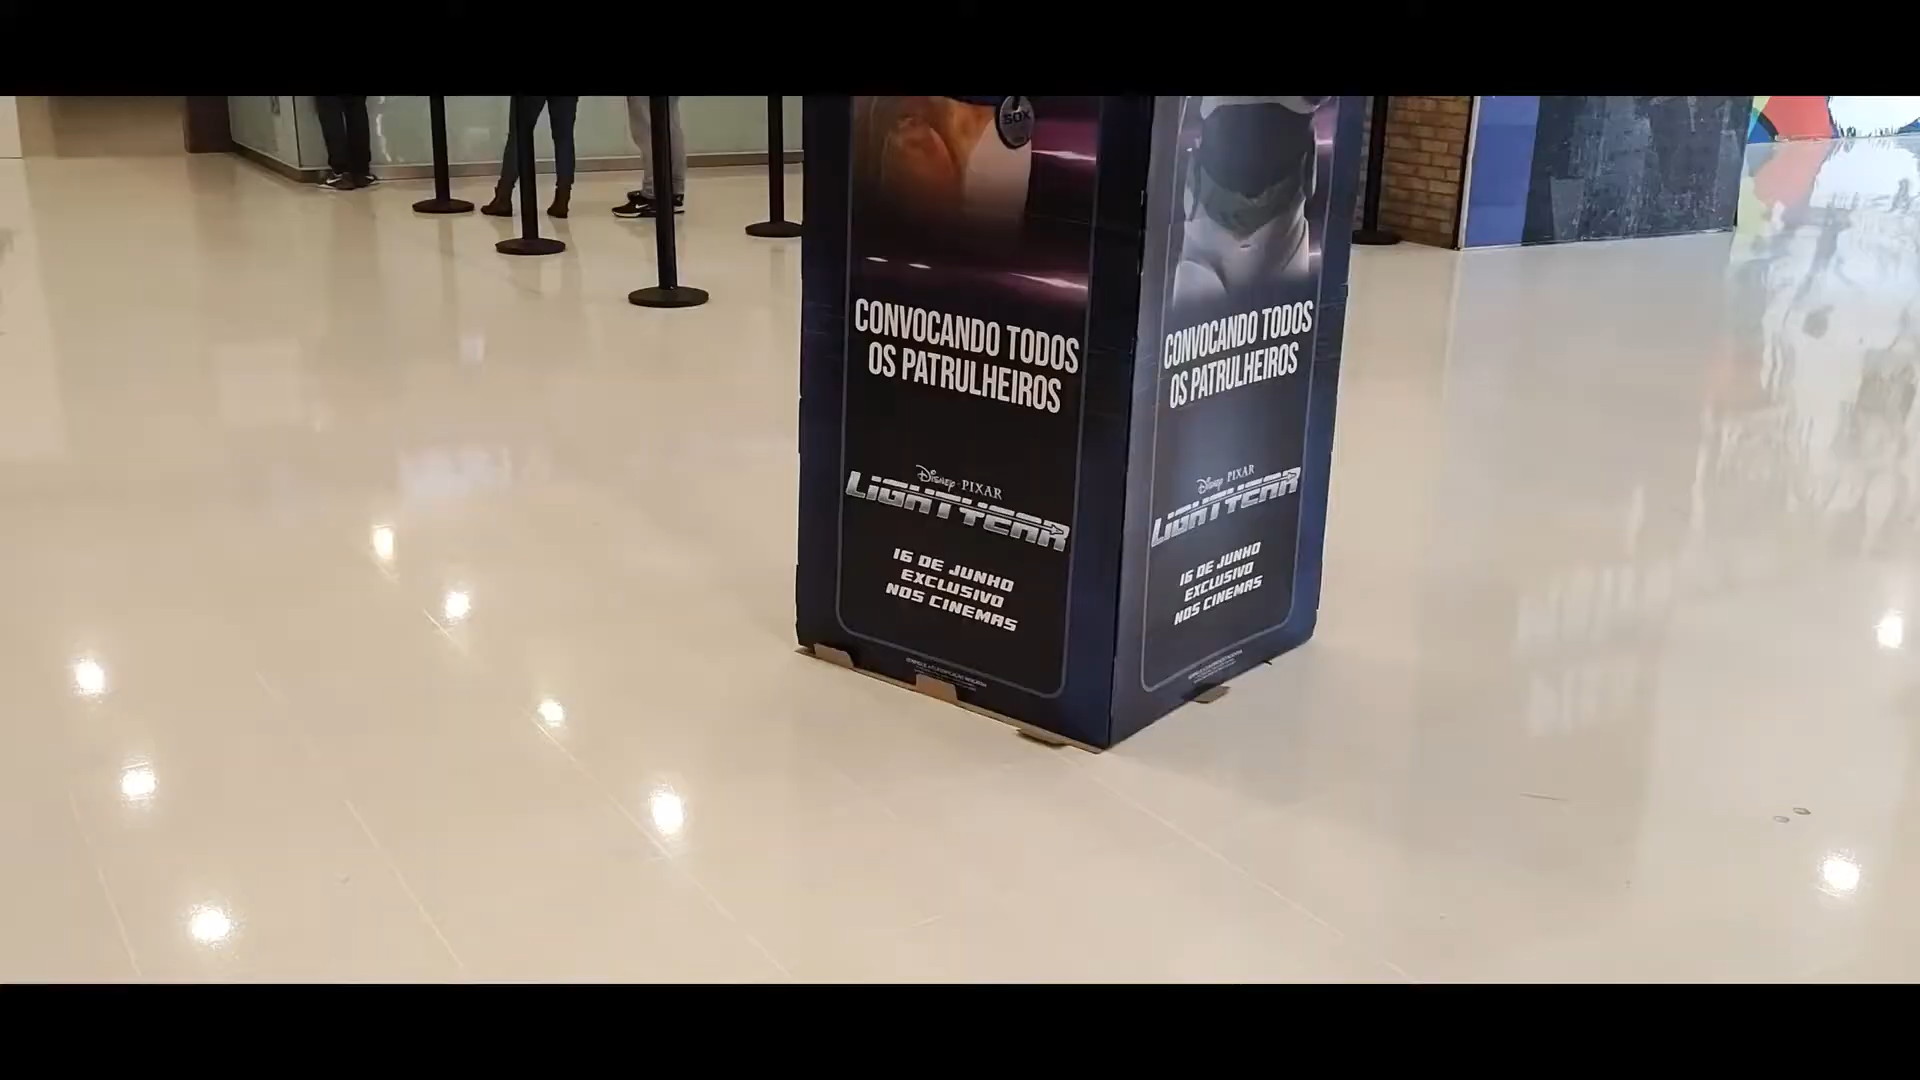 SOX
CONVOCANDO TODOS
OS PATRULHEIROS
Disney · PIXAR
LIGHTYEAR
16 DE JUNHO
EXCLUSIVO
NOS CINEMAS
CONVOCANDO TODOS
OS PATRULHEIROS
Disney PIXAR
LIGHTYEAR
16 DE JUNHO
EXCLUSIVO
NOS CINEMAS